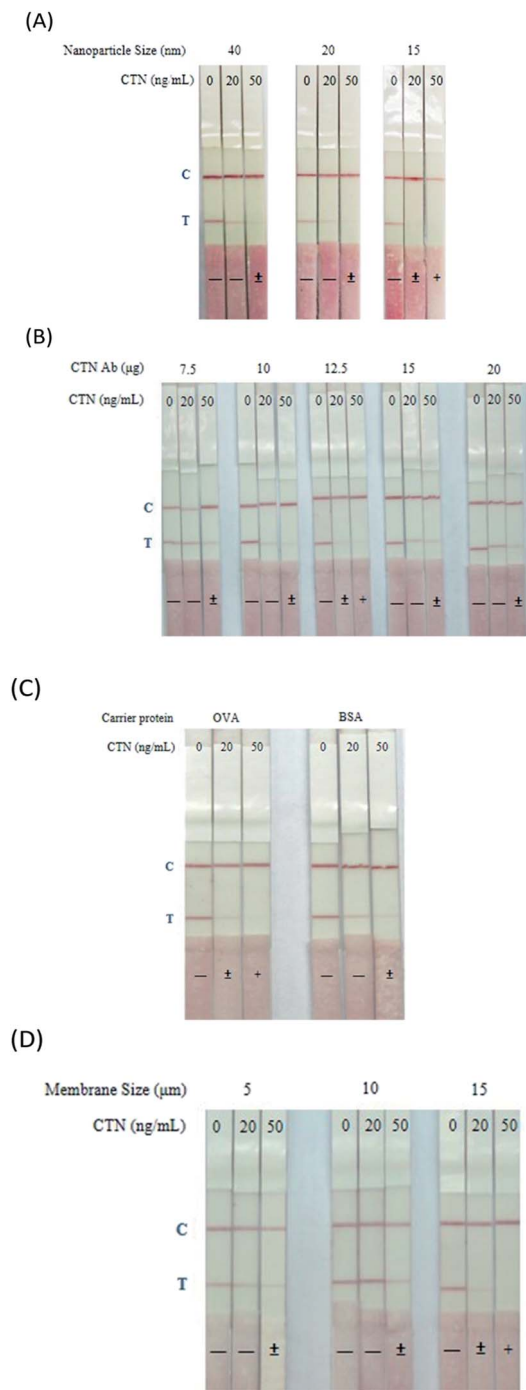 (A)
Nanoparticle Size (nm) 40 20 15
CTN (ng/mL) 0 20 50 0 20 50 0 20 50
C
T
— — ± — — ± — ± +
(B)
CTN Ab (μg) 7.5 10 12.5 15 20
CTN (ng/mL) 0 20 50 0 20 50 0 20 50 0 20 50 0 20 50
C
T
— — ± — — ± — ± + — — ± — — ±
(C)
Carrier protein OVA BSA
CTN (ng/mL) 0 20 50 0 20 50
C
T
— ± + — — ±
(D)
Membrane Size (μm) 5 10 15
CTN (ng/mL) 0 20 50 0 20 50 0 20 50
C
T
— — ± — — ± — ± +